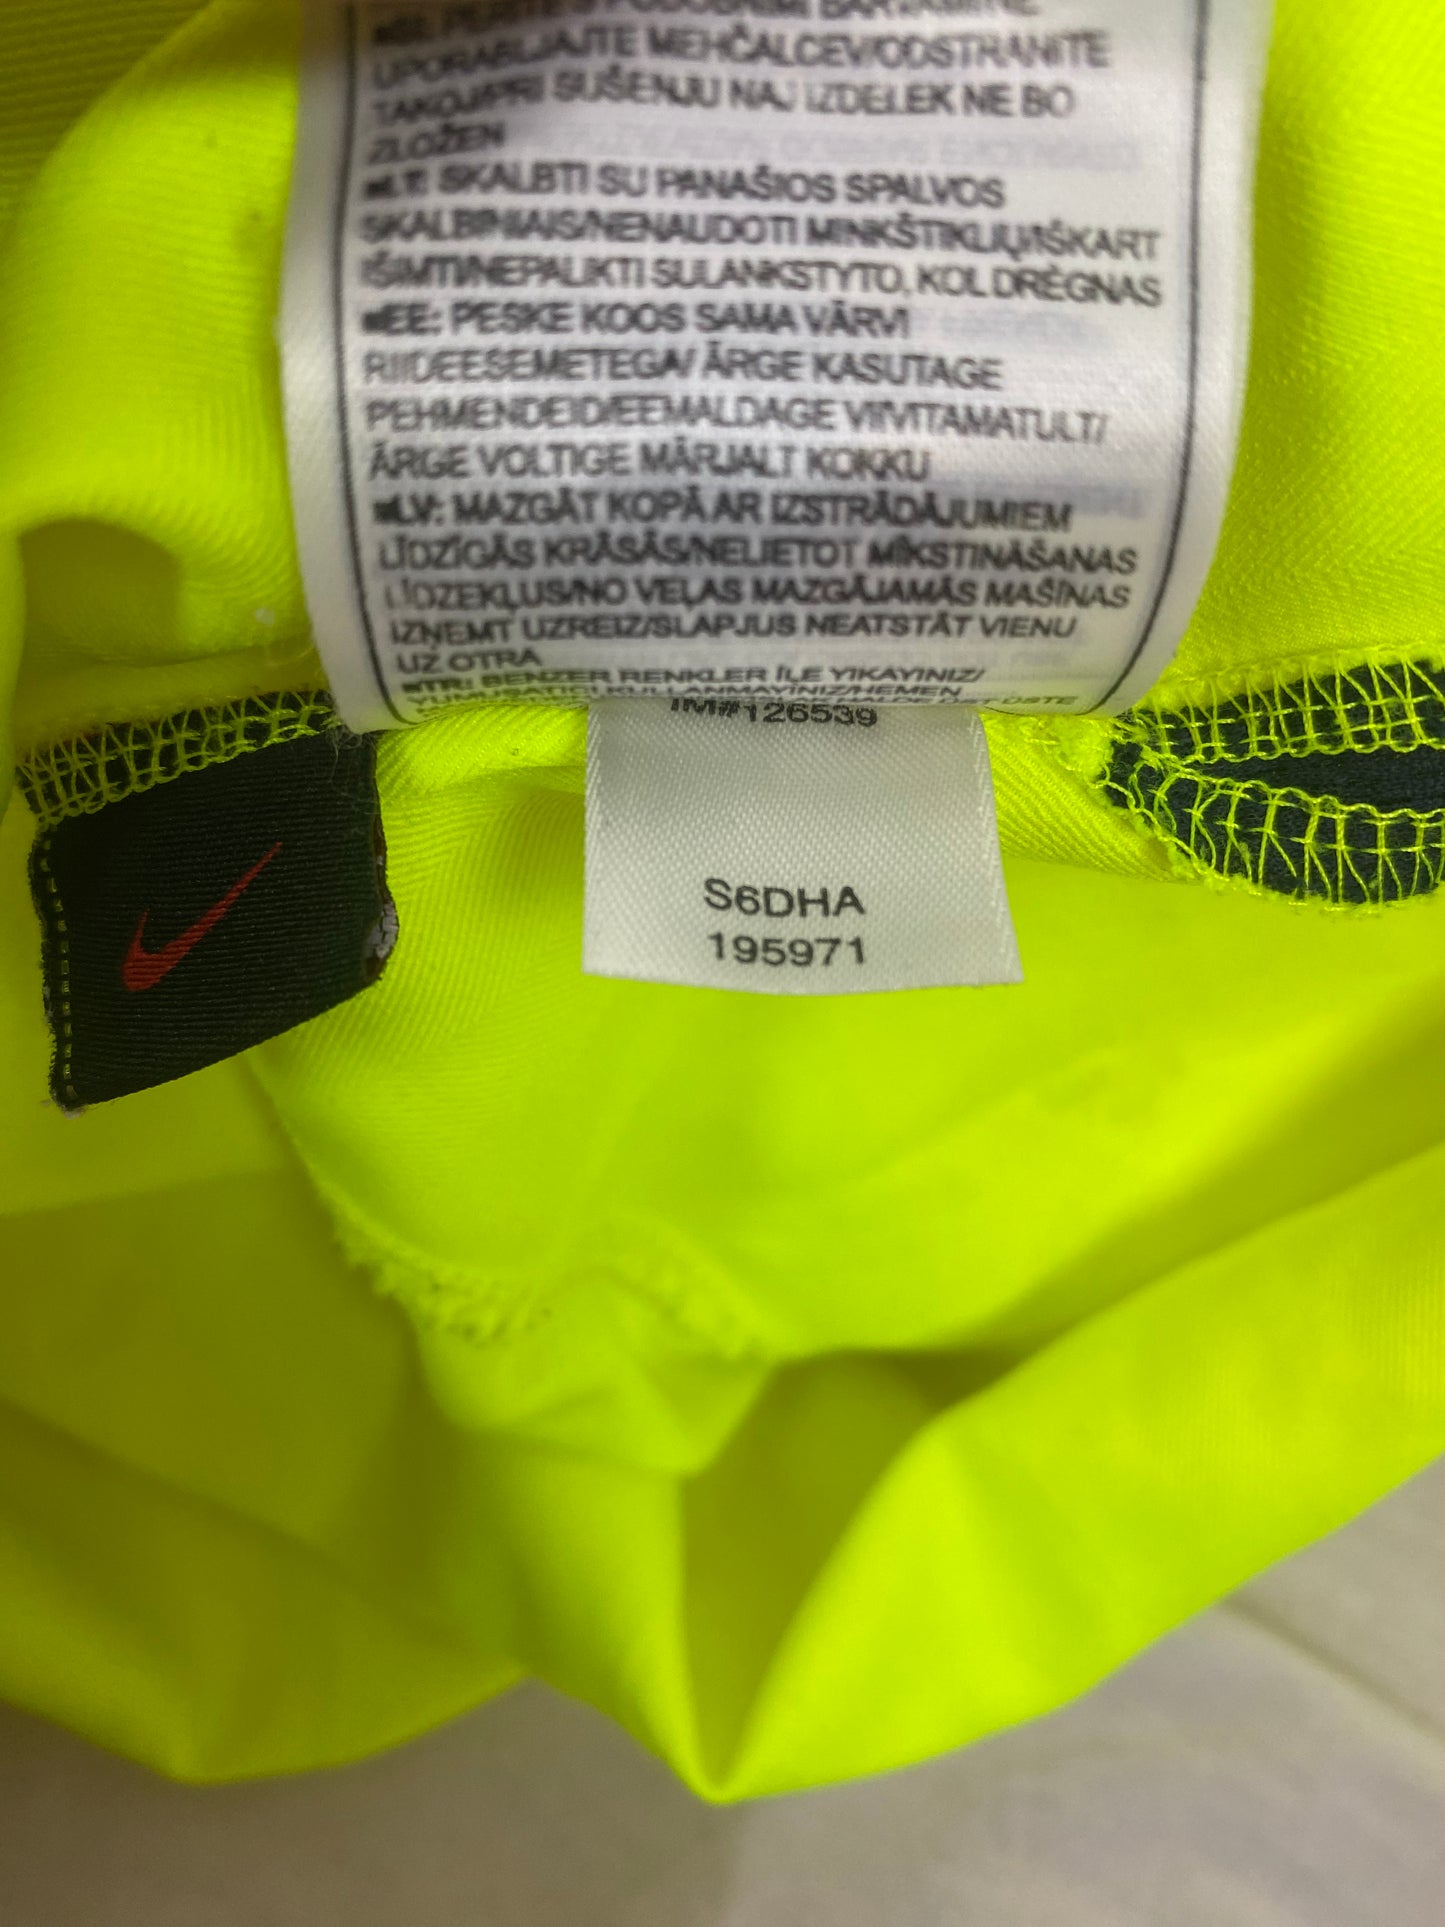 UPORABLJAJTE MEHČALCEV/ODSTRANITE
TAKOJ/PRI SUŠENJU NAJ IZDELEK NE BO
ZLOŽEN
■LT: SKALBTI SU PANAŠIOS SPALVOS
SKALBINIAIS/NENAUDOTI MINKŠTIKLIŲ/IŠKART
IŠIMTI/NEPALIKTI SULANKSTYTO, KOL DRĖGNAS
■EE: PESKE KOOS SAMA VÄRVI
RIIDEESEMETEGA/ ÄRGE KASUTAGE
PEHMENDEID/EEMALDAGE VIIVITAMATULT/
ÄRGE VOLTIGE MÄRJALT KOKKU
■LV: MAZGĀT KOPĀ AR IZSTRĀDĀJUMIEM
LĪDZĪGĀS KRĀSĀS/NELIETOT MĪKSTINĀŠANAS
LĪDZEKĻUS/NO VEĻAS MAZGĀJAMĀS MAŠĪNAS
IZŅEMT UZREIZ/SLAPJUS NEATSTĀT VIENU
UZ OTRA
■TR: BENZER RENKLER İLE YIKAYINIZ/
IM#126539
S6DHA
195971